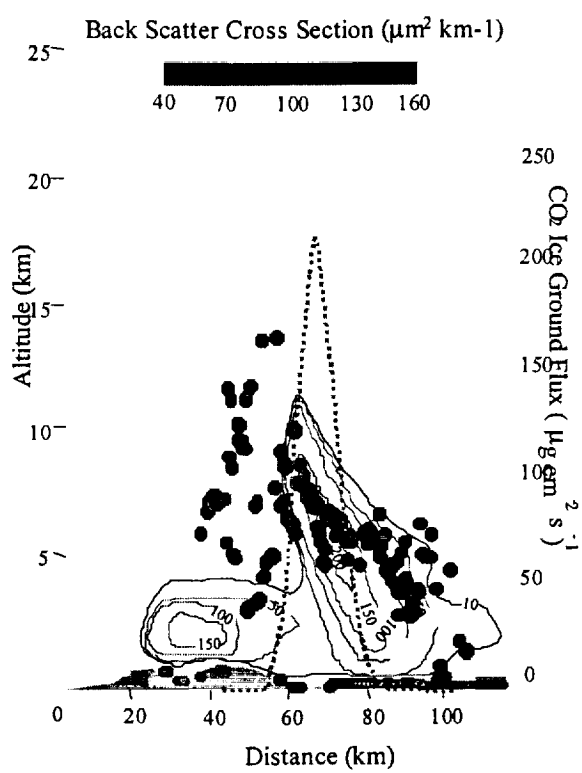 Back Scatter Cross Section (µm² km-1)
40 70 100 130 160
25
20
15
10
5
Altitude (km)
250
200
150
100
50
0
CO₂ Ice Ground Flux ( µg cm⁻² s⁻¹ )
100
150
50
150
100
10
0 20 40 60 80 100
Distance (km)